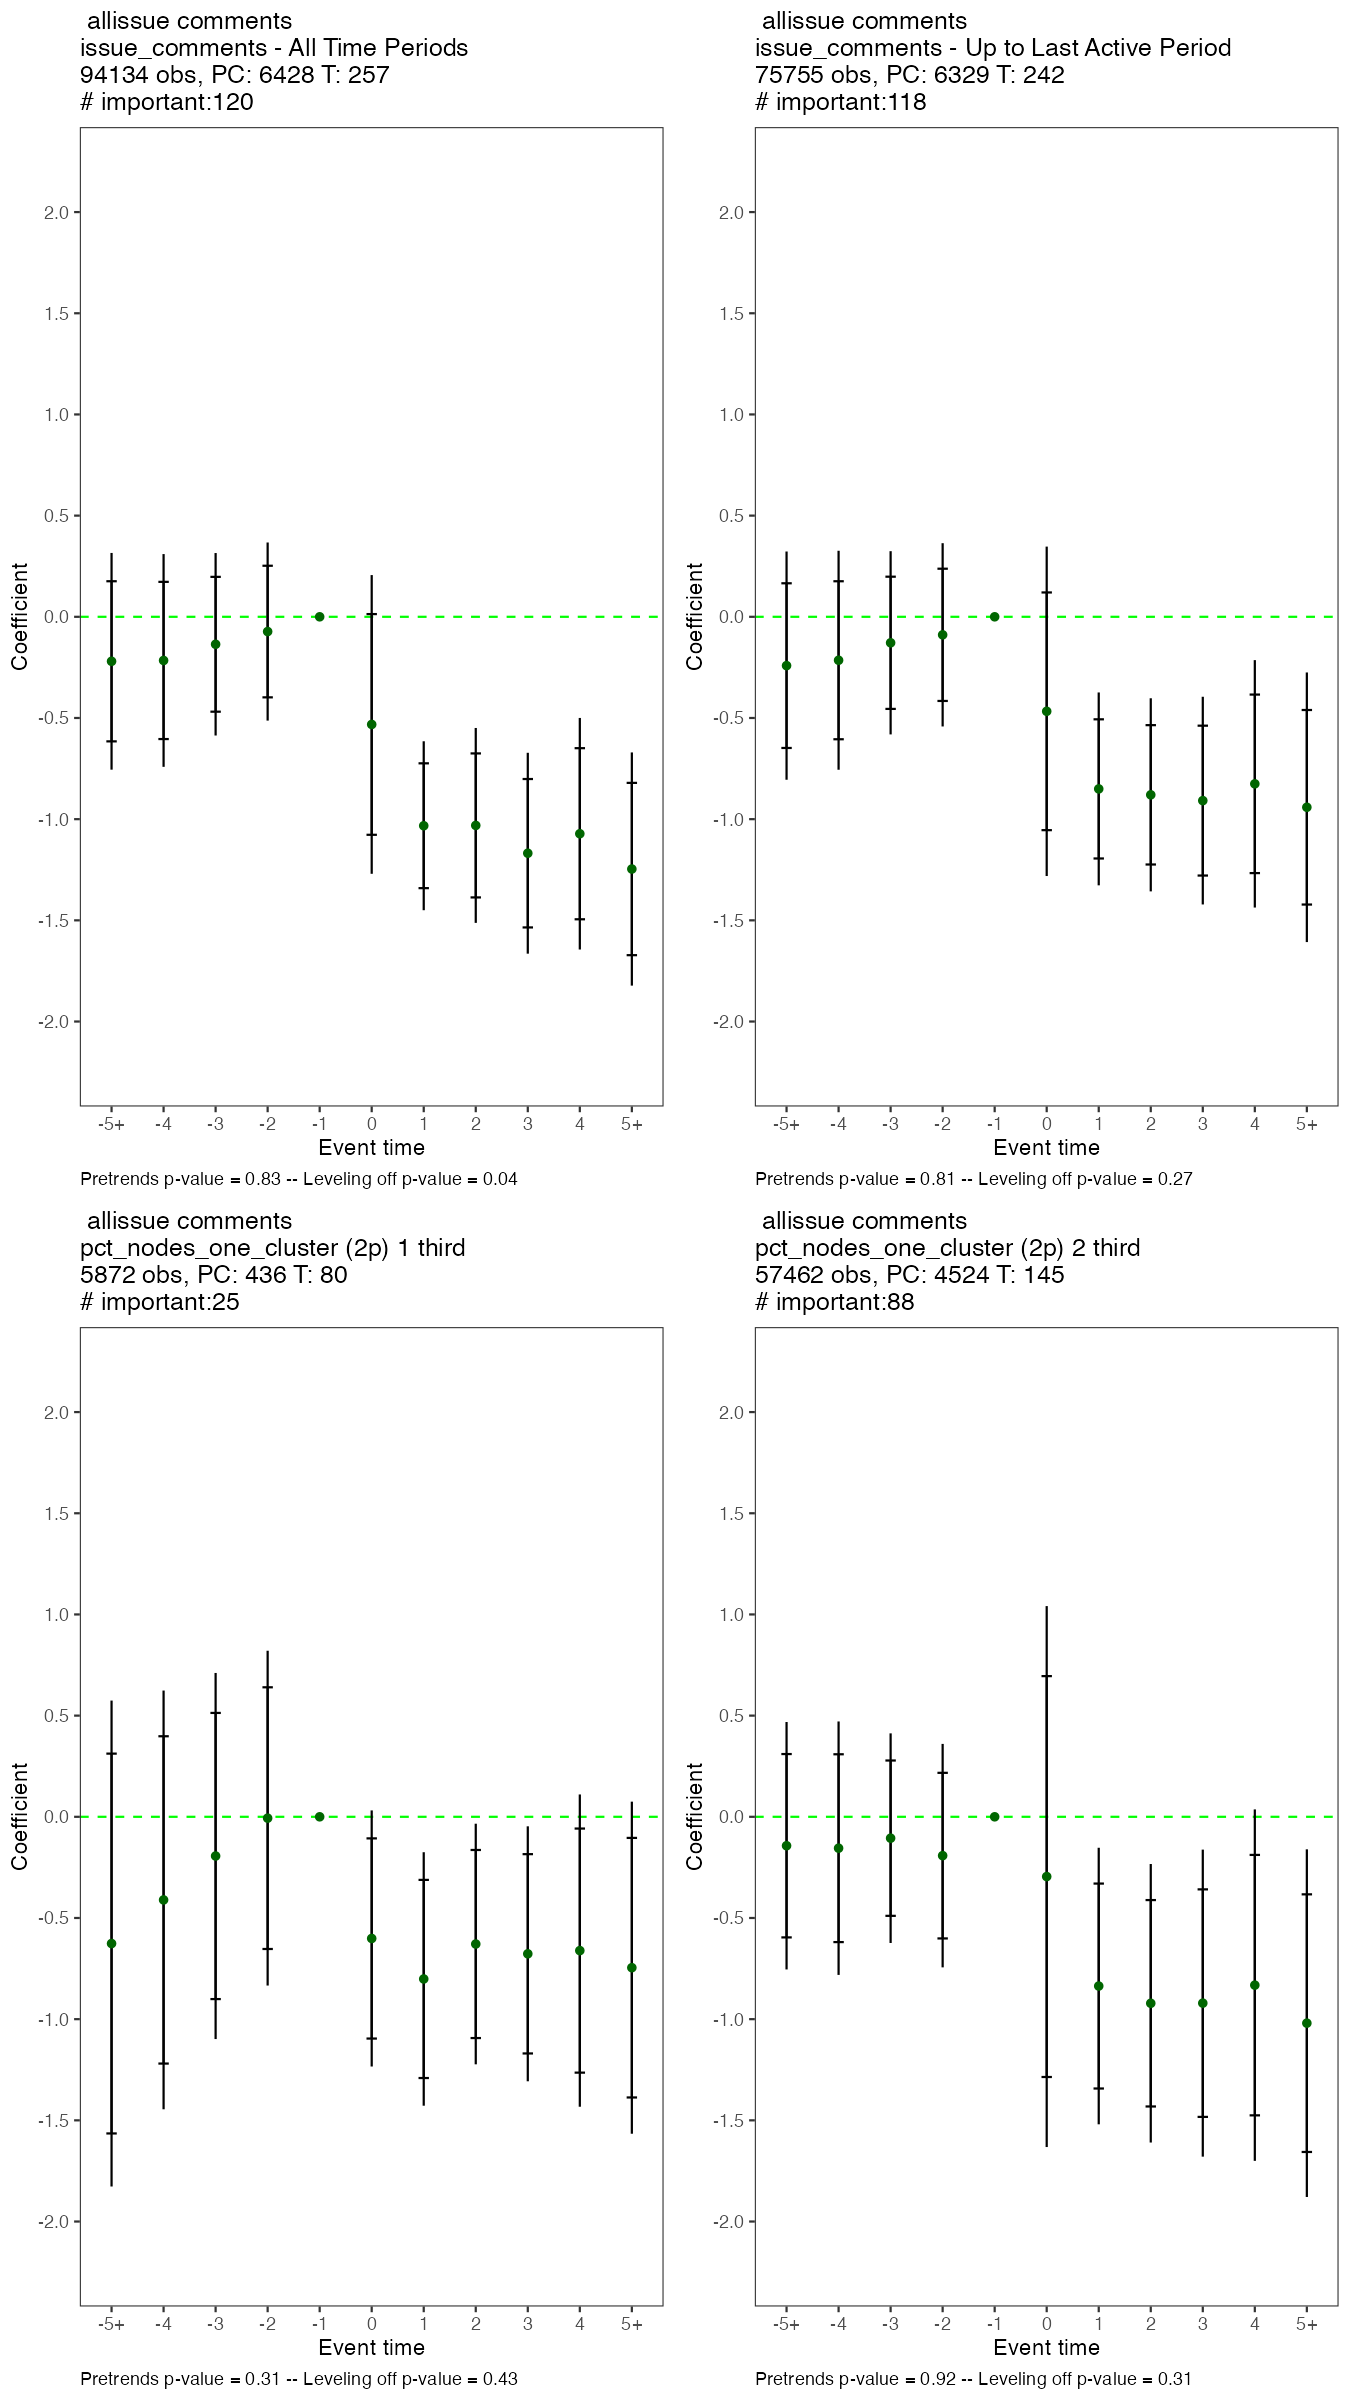 allissue comments
issue_comments - All Time Periods
94134 obs, PC: 6428 T: 257
# important:120
2.0
1.5
1.0
0.5
0.0
-0.5
-1.0
-1.5
-2.0
Coefficient
-5+ -4 -3 -2 -1 0 1 2 3 4 5+
Event time
Pretrends p-value = 0.83 -- Leveling off p-value = 0.04
allissue comments
issue_comments - Up to Last Active Period
75755 obs, PC: 6329 T: 242
# important:118
2.0
1.5
1.0
0.5
0.0
-0.5
-1.0
-1.5
-2.0
Coefficient
-5+ -4 -3 -2 -1 0 1 2 3 4 5+
Event time
Pretrends p-value = 0.81 -- Leveling off p-value = 0.27
allissue comments
pct_nodes_one_cluster (2p) 1 third
5872 obs, PC: 436 T: 80
# important:25
2.0
1.5
1.0
0.5
0.0
-0.5
-1.0
-1.5
-2.0
Coefficient
-5+ -4 -3 -2 -1 0 1 2 3 4 5+
Event time
Pretrends p-value = 0.31 -- Leveling off p-value = 0.43
allissue comments
pct_nodes_one_cluster (2p) 2 third
57462 obs, PC: 4524 T: 145
# important:88
2.0
1.5
1.0
0.5
0.0
-0.5
-1.0
-1.5
-2.0
Coefficient
-5+ -4 -3 -2 -1 0 1 2 3 4 5+
Event time
Pretrends p-value = 0.92 -- Leveling off p-value = 0.31